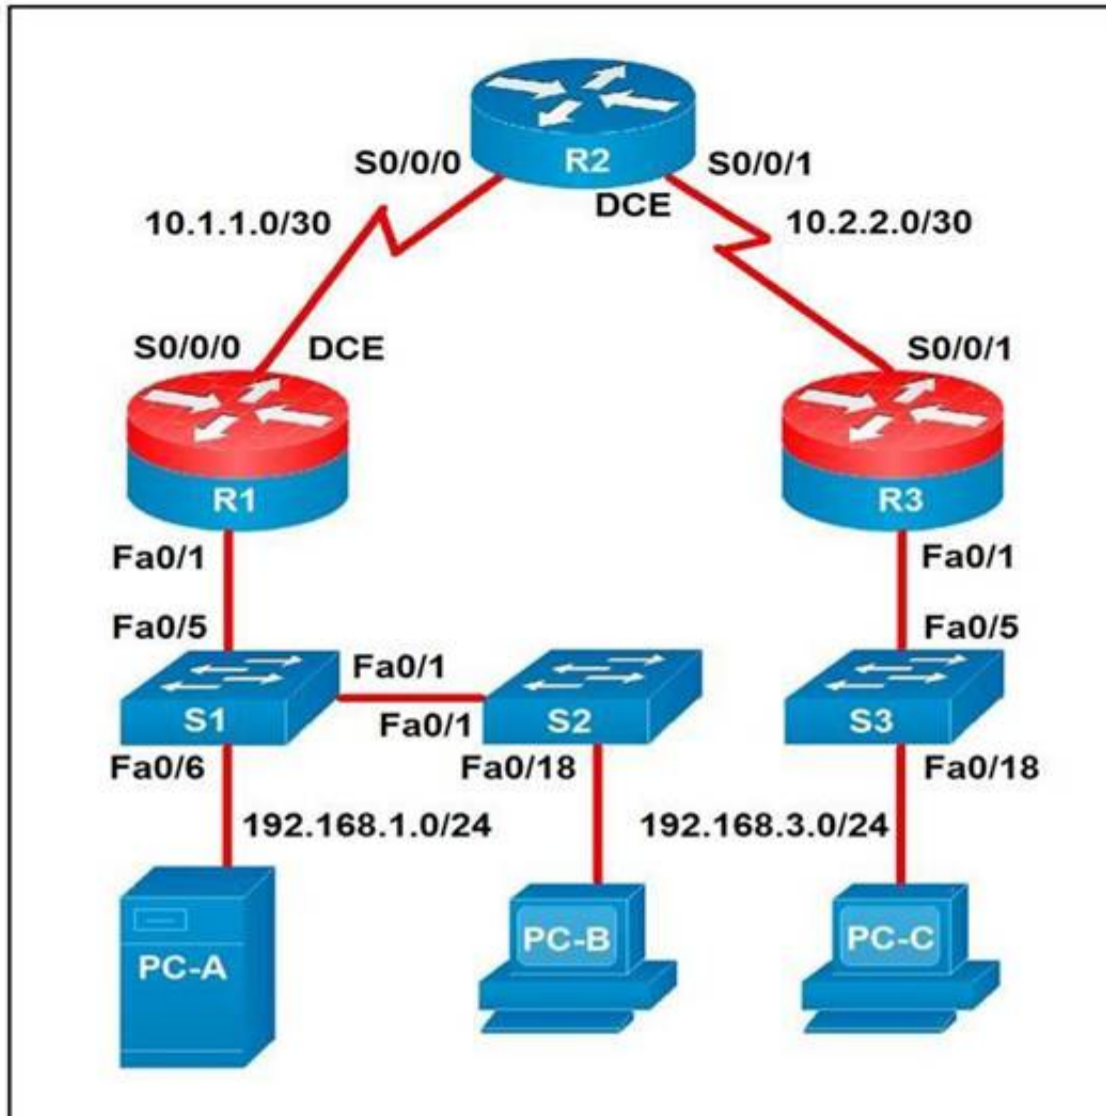 R2
S0/0/0
S0/0/1
DCE
10.1.1.0/30
10.2.2.0/30
S0/0/0
DCE
S0/0/1
R1
R3
Fa0/1
Fa0/1
Fa0/5
Fa0/5
Fa0/1
S1
Fa0/1
S2
S3
Fa0/6
Fa0/18
Fa0/18
192.168.1.0/24
192.168.3.0/24
PC-A
PC-B
PC-C